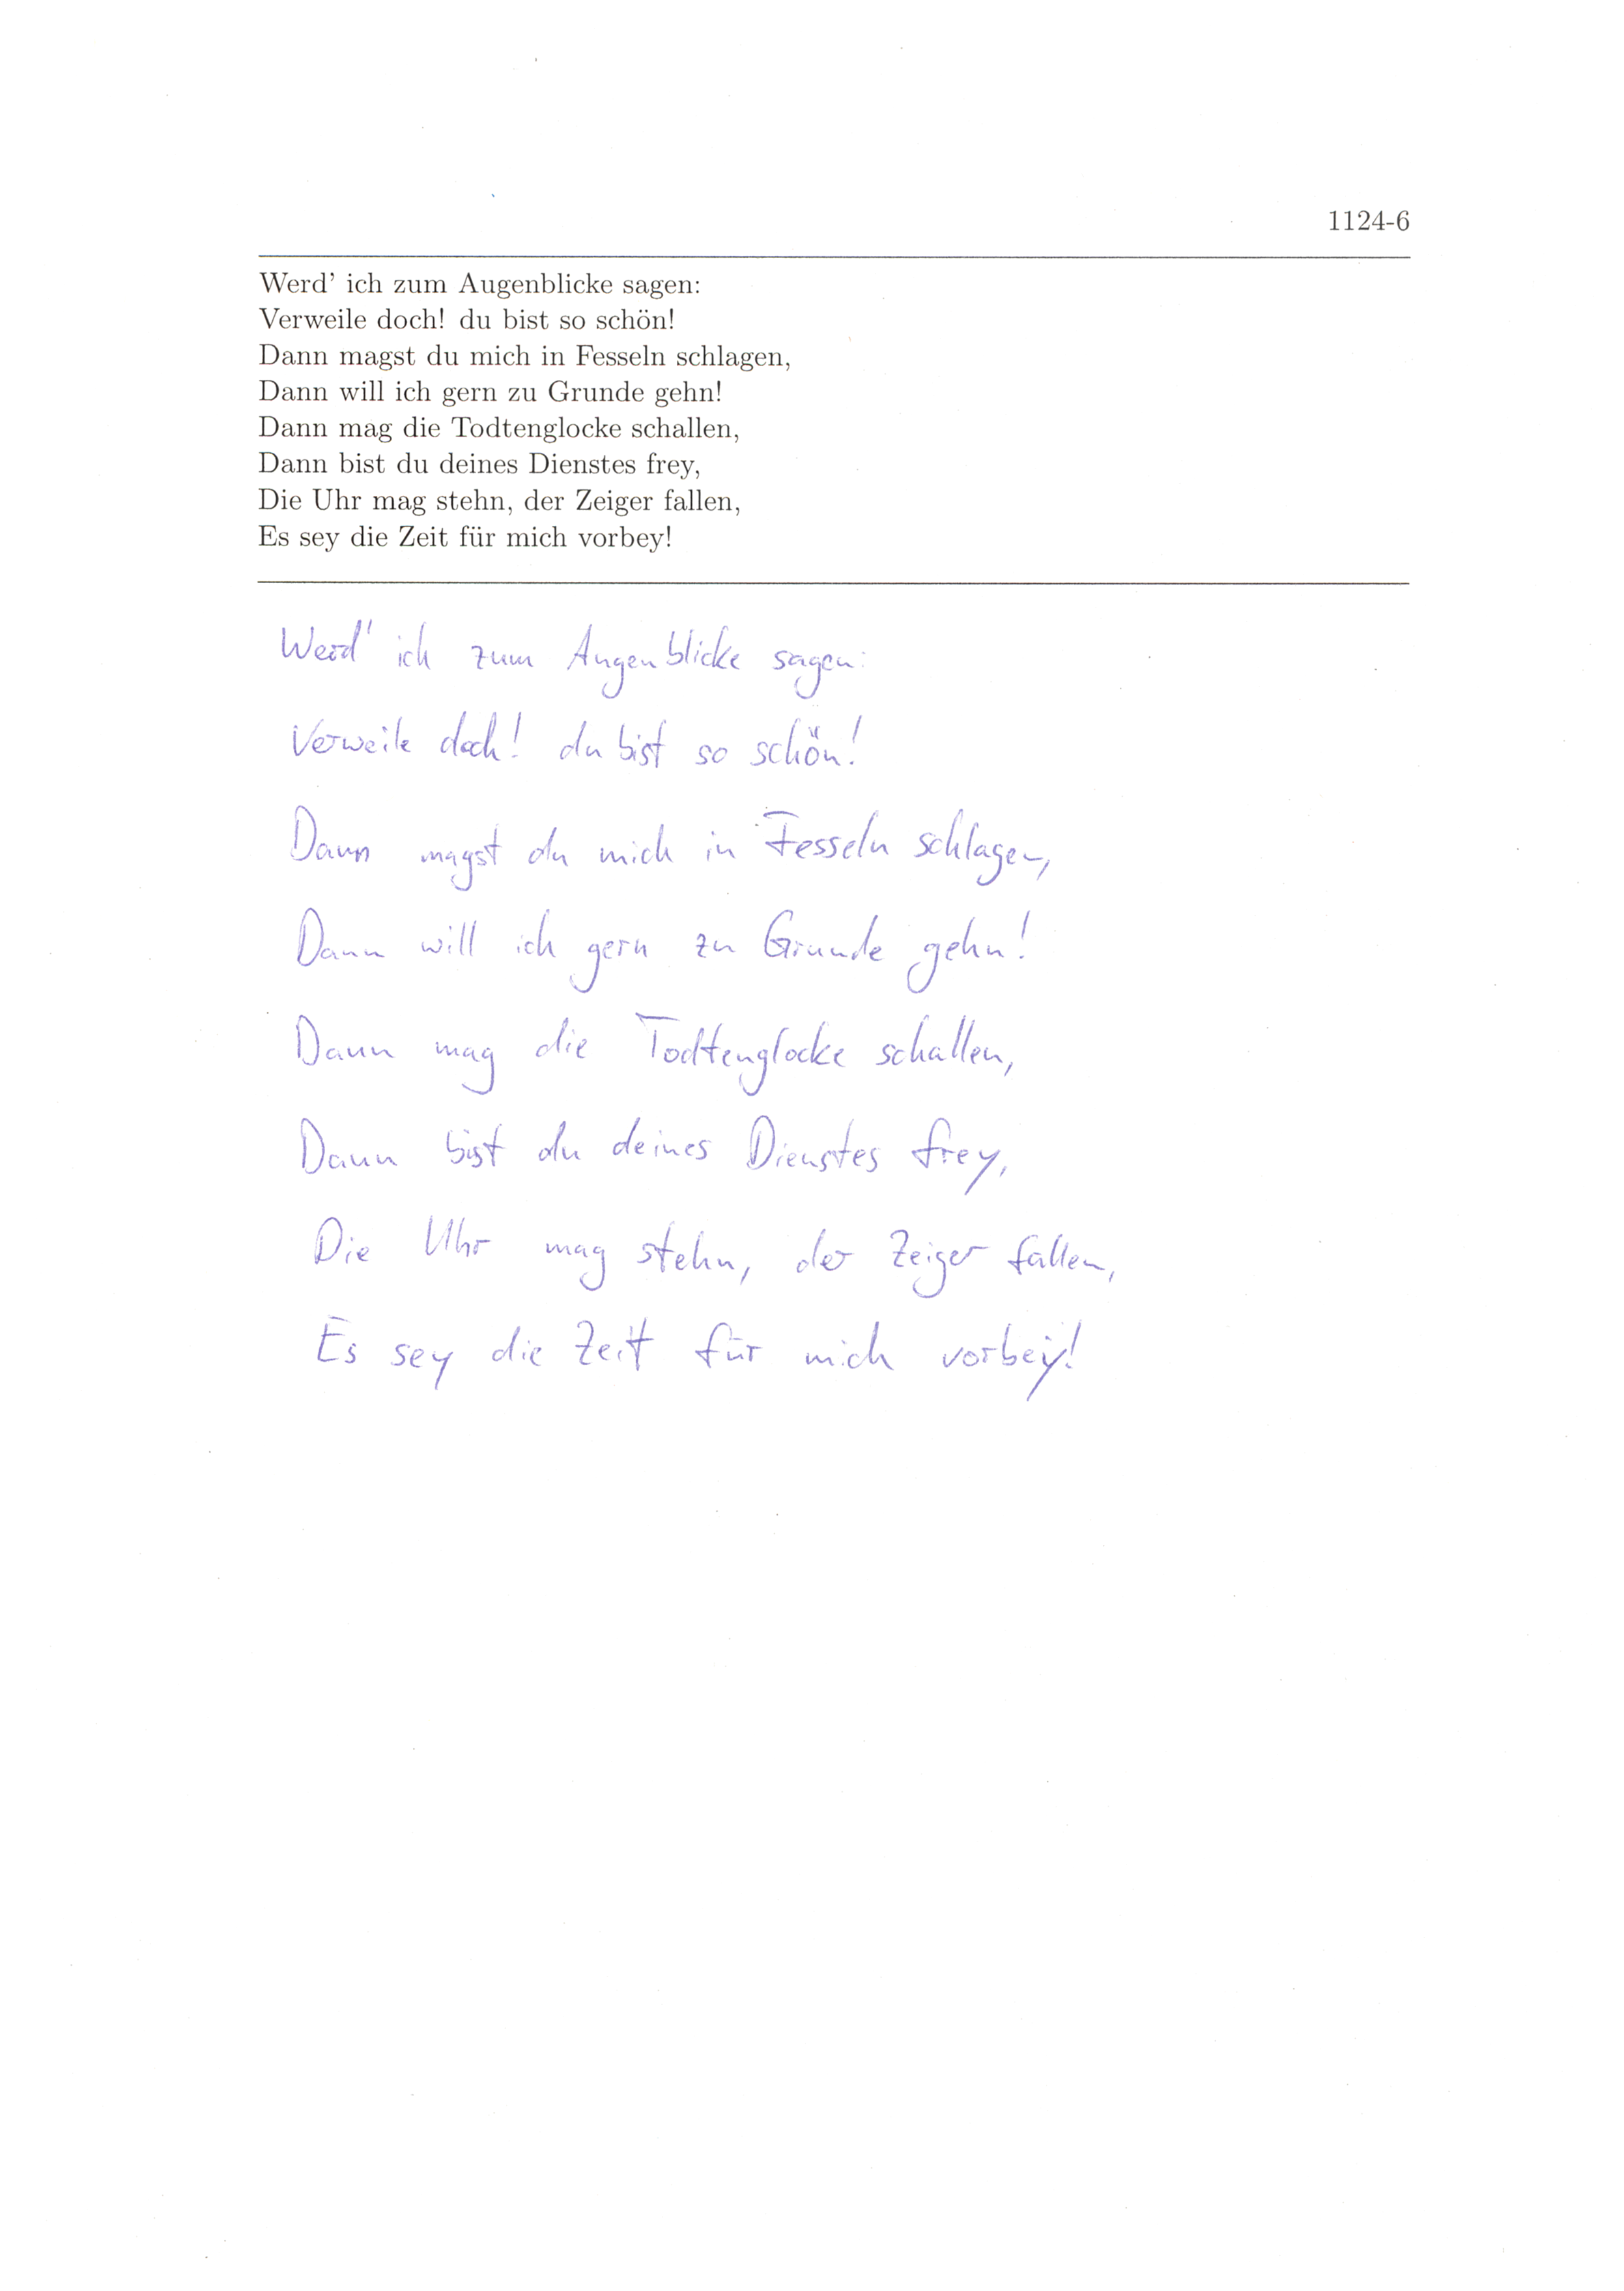 1124-6
Werd' ich zum Augenblicke sagen:
Verweile doch! du bist so schön!
Dann magst du mich in Fesseln schlagen,
Dann will ich gern zu Grunde gehn!
Dann mag die Todtenglocke schallen,
Dann bist du deines Dienstes frey,
Die Uhr mag stehn, der Zeiger fallen,
Es sey die Zeit für mich vorbey!
Werd' ich zum Augenblicke sagen:
Verweile doch! du bist so schön!
Dann magst du mich in Fesseln schlagen,
Dann will ich gern zu Grunde gehn!
Dann mag die Todtenglocke schallen,
Dann bist du deines Dienstes frey,
Die Uhr mag stehn, der Zeiger fallen,
Es sey die Zeit für mich vorbey!